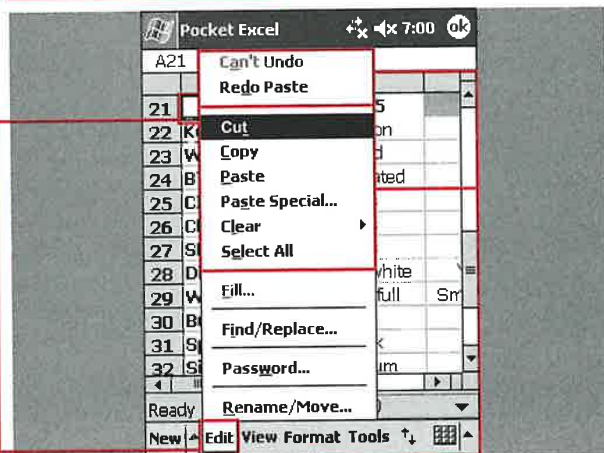 Pocket Excel 7:00 ok
A21
Can't Undo
Redo Paste
21 5
22 K on
23 W d
24 B ated
25
26
27
28 D white
29 W full Sm
30 B
31 S k
32 Si um
Cut
Copy
Paste
Paste Special...
Clear
Select All
Fill...
Find/Replace...
Password...
Rename/Move...
Ready
New Edit View Format Tools